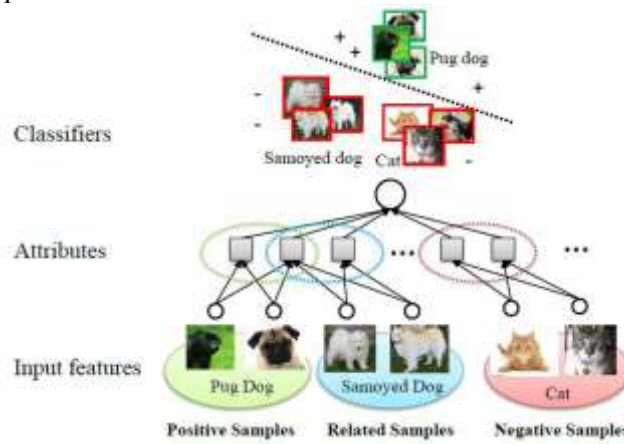 +
+
Pug dog
+
-
-
Classifiers
Samoyed dog Cat -
Attributes
... ...
Input features
Pug Dog Samoyed Dog Cat
Positive Samples Related Samples Negative Samples